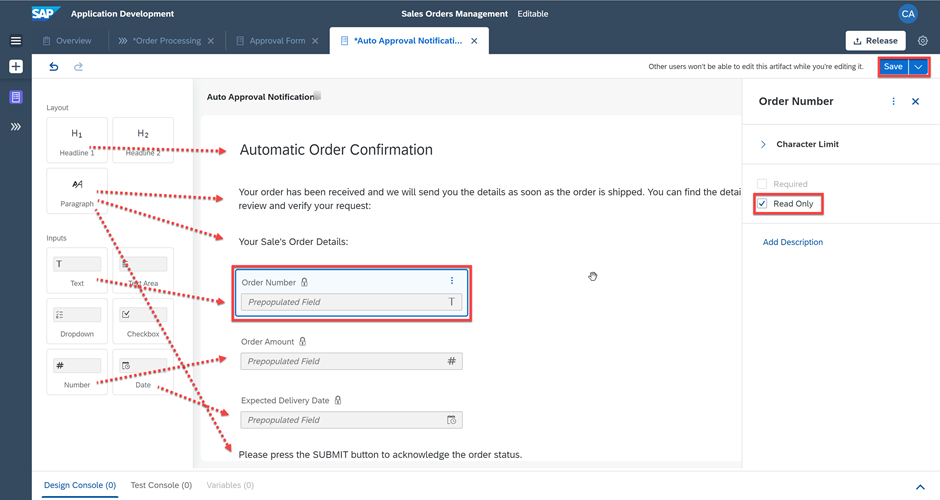 SAP Application Development
Sales Orders Management Editable
CA
Overview
*Order Processing
Approval Form
*Auto Approval Notificati...
Release
Other users won't be able to edit this artifact while you're editing it.
Save
Layout
H1
Headline 1
H2
Headline 2
Paragraph
Inputs
T
Text
Text Area
Dropdown
Checkbox
#
Number
Date
Auto Approval Notification
Automatic Order Confirmation
Your order has been received and we will send you the details as soon as the order is shipped. You can find the detai
review and verify your request:
Your Sale's Order Details:
Order Number
Prepopulated Field T
Order Amount
Prepopulated Field #
Expected Delivery Date
Prepopulated Field
Please press the SUBMIT button to acknowledge the order status.
Order Number
Character Limit
Required
Read Only
Add Description
Design Console (0)
Test Console (0)
Variables (0)